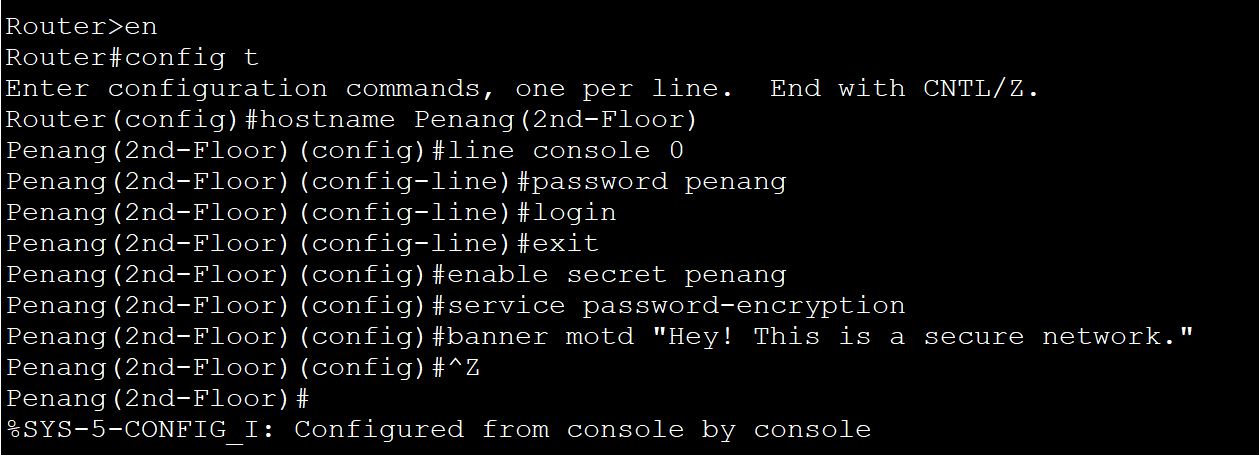 Router>en
Router#config t
Enter configuration commands, one per line.  End with CNTL/Z.
Router(config)#hostname Penang(2nd-Floor)
Penang(2nd-Floor)(config)#line console 0
Penang(2nd-Floor)(config-line)#password penang
Penang(2nd-Floor)(config-line)#login
Penang(2nd-Floor)(config-line)#exit
Penang(2nd-Floor)(config)#enable secret penang
Penang(2nd-Floor)(config)#service password-encryption
Penang(2nd-Floor)(config)#banner motd "Hey! This is a secure network."
Penang(2nd-Floor)(config)#^Z
Penang(2nd-Floor)#
%SYS-5-CONFIG_I: Configured from console by console